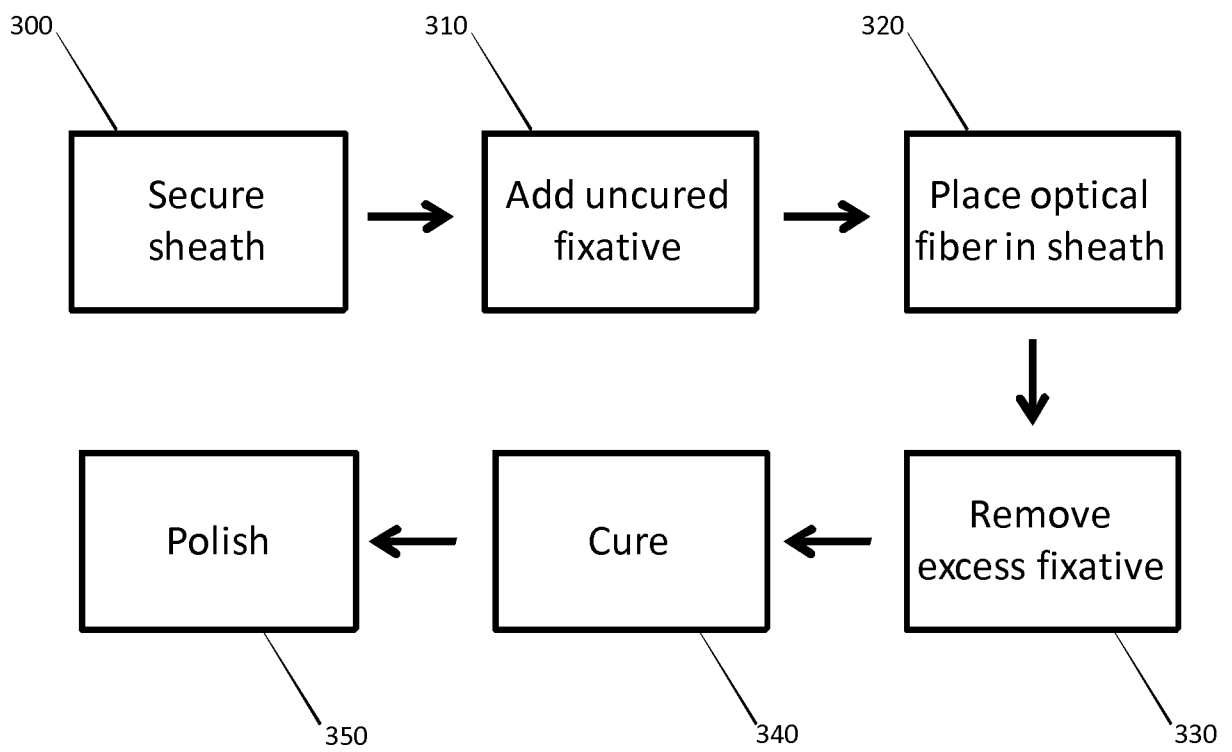 300
310
320
Secure
sheath
Add uncured
fixative
Place optical
fiber in sheath
Remove
excess fixative
Cure
Polish
350
340
330